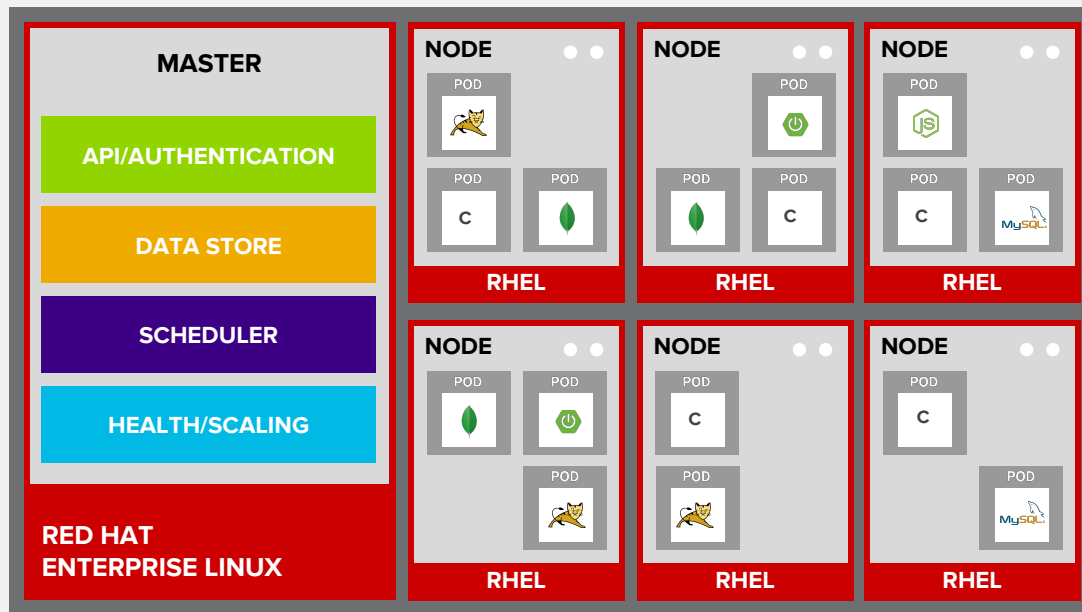 MASTER
API/AUTHENTICATION
DATA STORE
SCHEDULER
HEALTH/SCALING
RED HAT
ENTERPRISE LINUX
NODE
POD
POD
C
POD
RHEL
NODE
POD
POD
POD
C
RHEL
NODE
POD
JS
POD
C
POD
MySQL
RHEL
NODE
POD
POD
POD
RHEL
NODE
POD
C
POD
RHEL
NODE
POD
C
POD
MySQL
RHEL